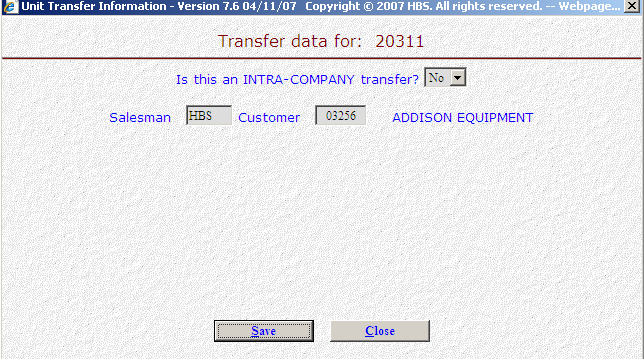 Unit Transfer Information - Version 7.6 04/11/07 Copyright © 2007 HBS. All rights reserved. -- Webpage...
Transfer data for: 20311
Is this an INTRA-COMPANY transfer? No
Salesman HBS Customer 03256 ADDISON EQUIPMENT
Save Close